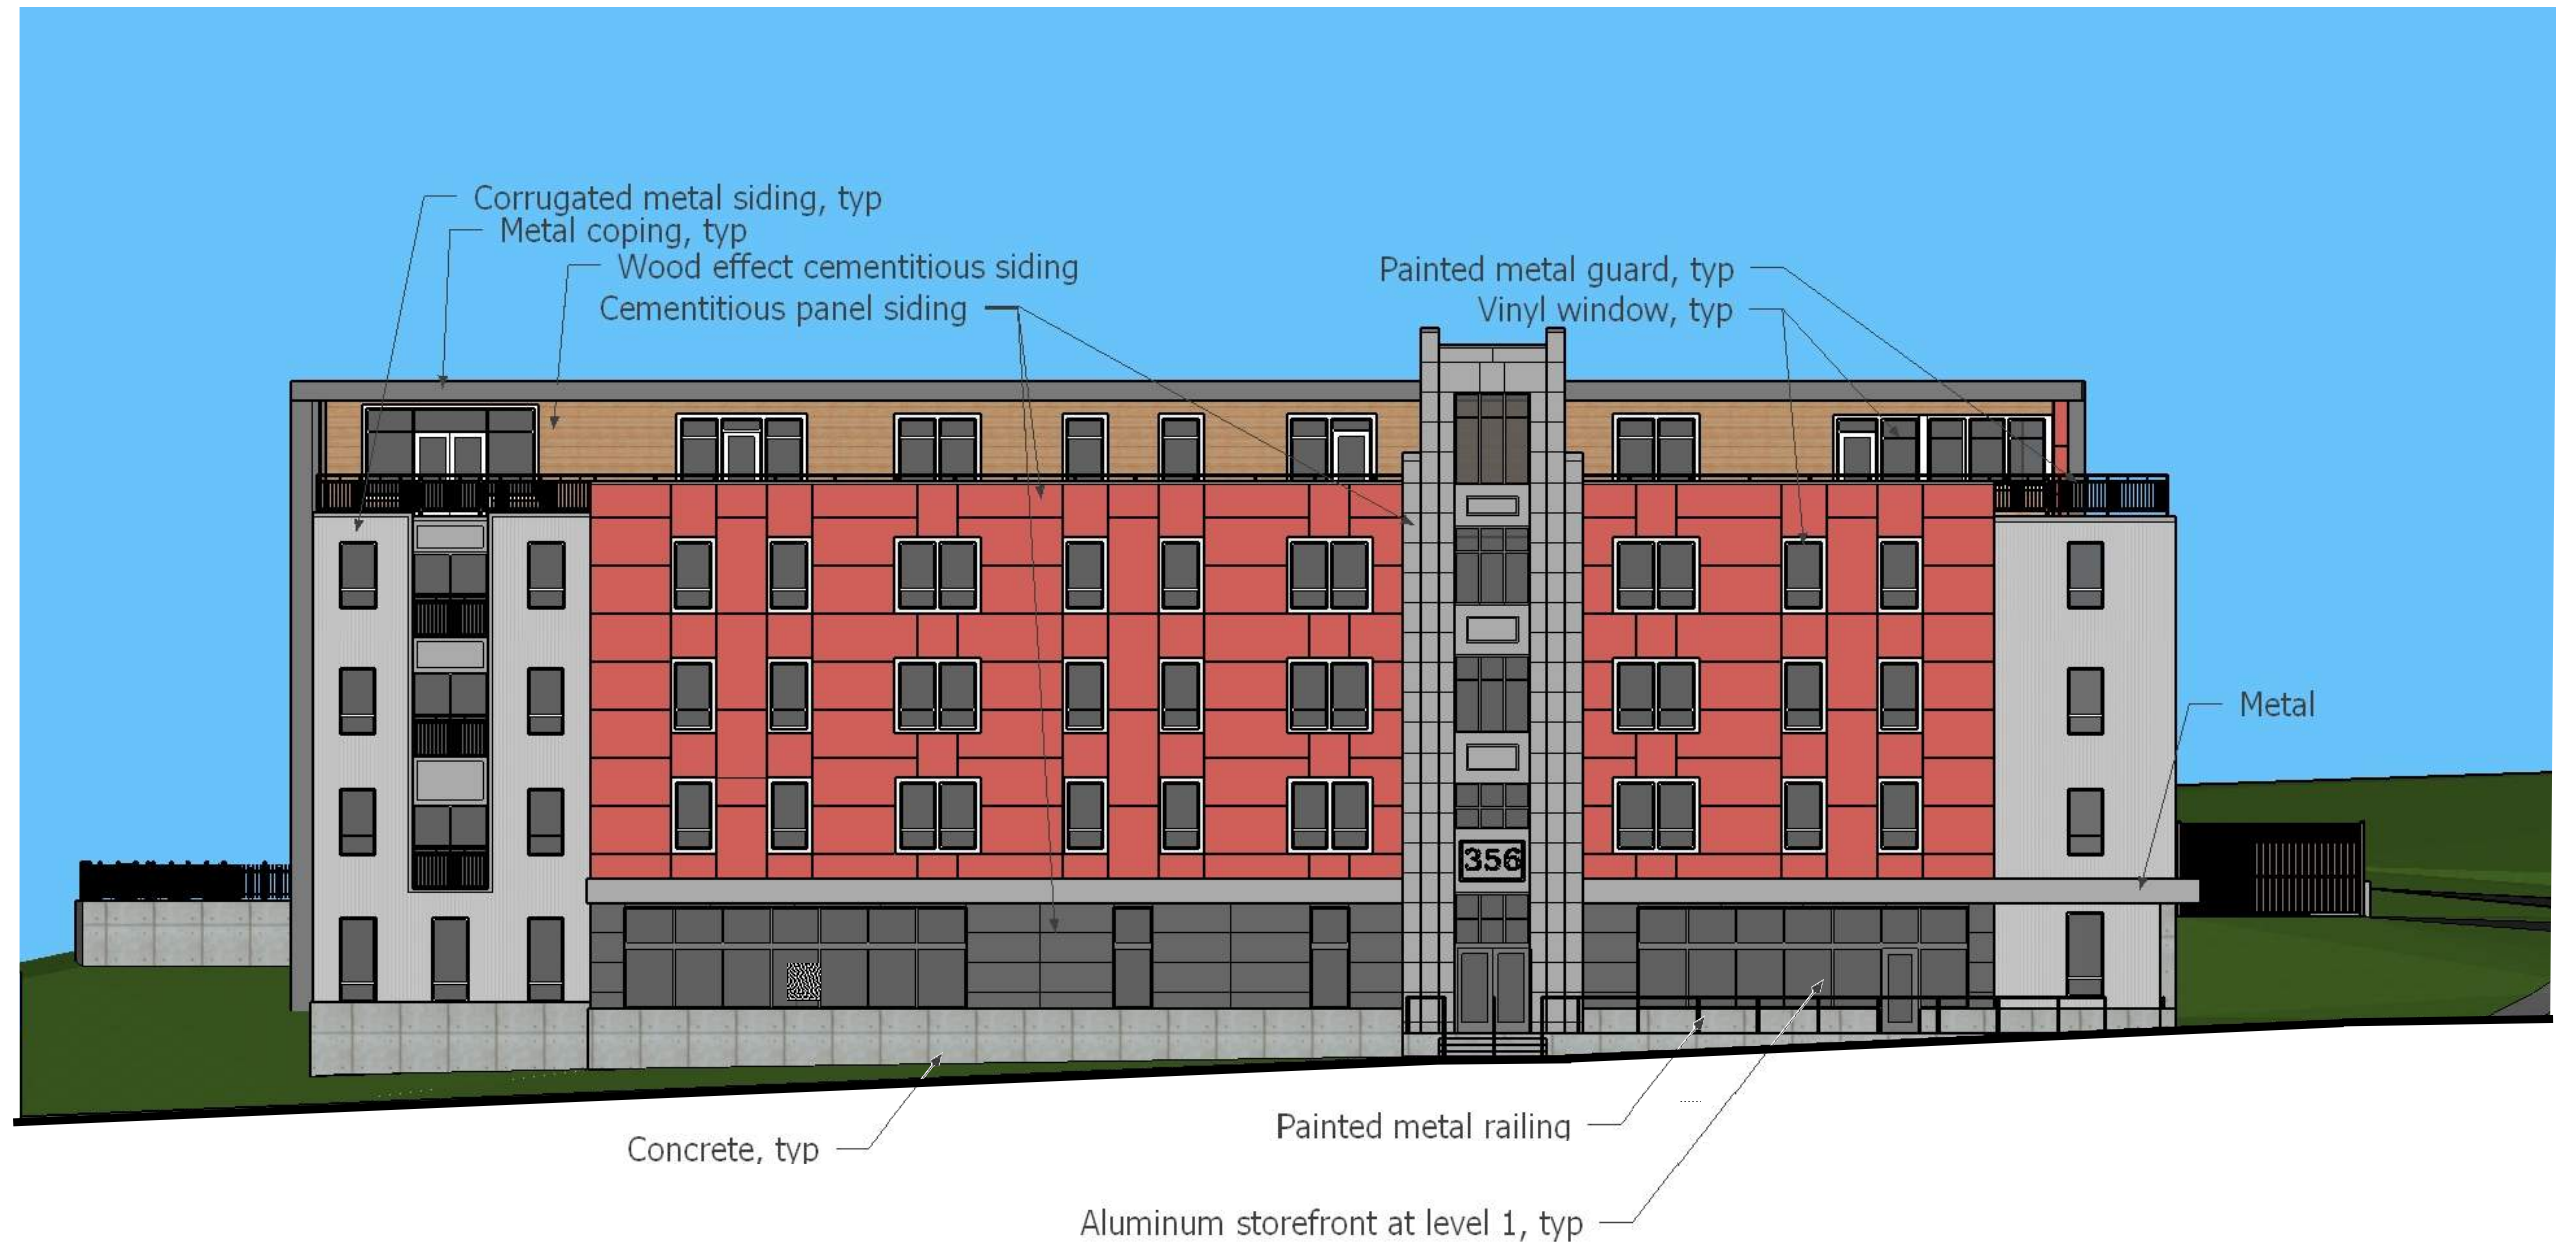 Corrugated metal siding, typ
Metal coping, typ
Wood effect cementitious siding
Cementitious panel siding
Painted metal guard, typ
Vinyl window, typ
Metal
356
Painted metal railing
Concrete, typ
Aluminum storefront at level 1, typ